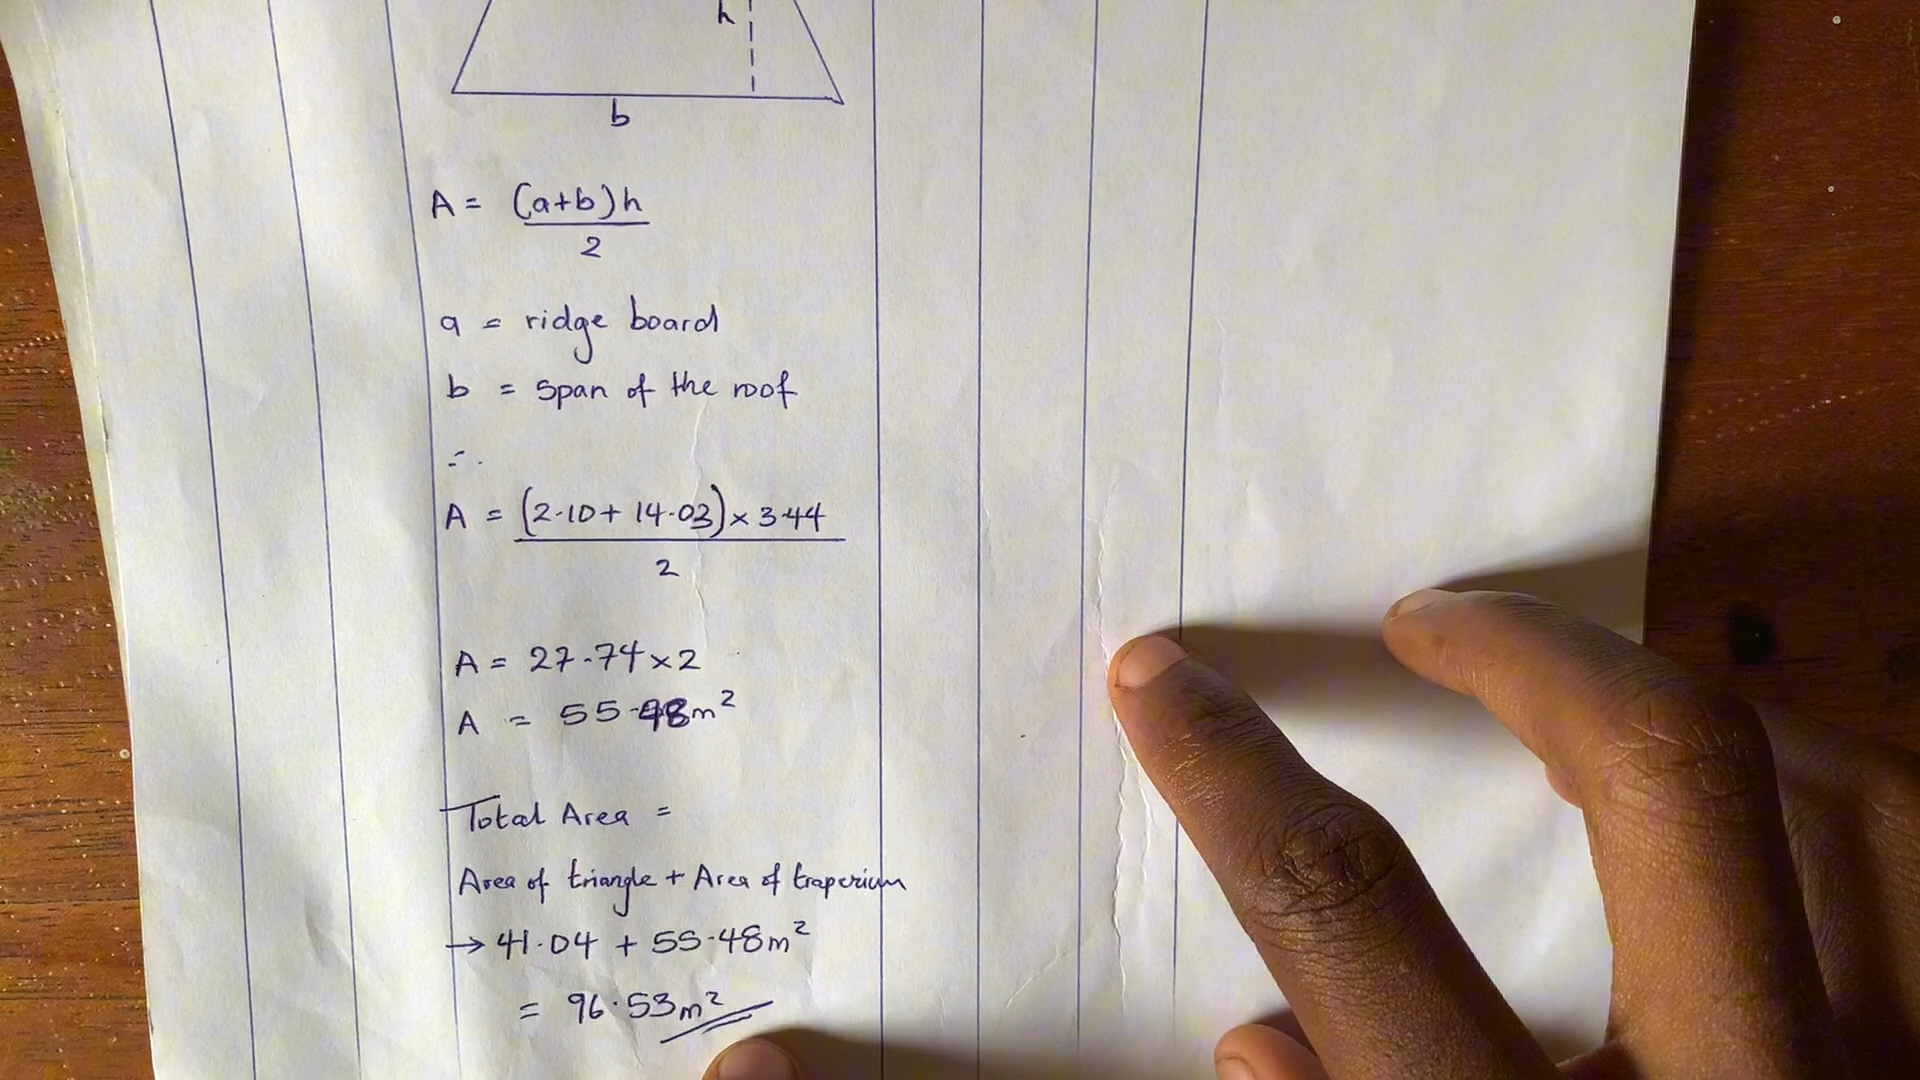 h
b
A = (a+b)h
2
a = ridge board
b = span of the roof
∴
A = (2.10 + 14.03) x 3.44
2
A = 27.74 x 2
A = 55.48m²
Total Area =
Area of triangle + Area of traperium
→ 41.04 + 55.48m²
= 96.53m²